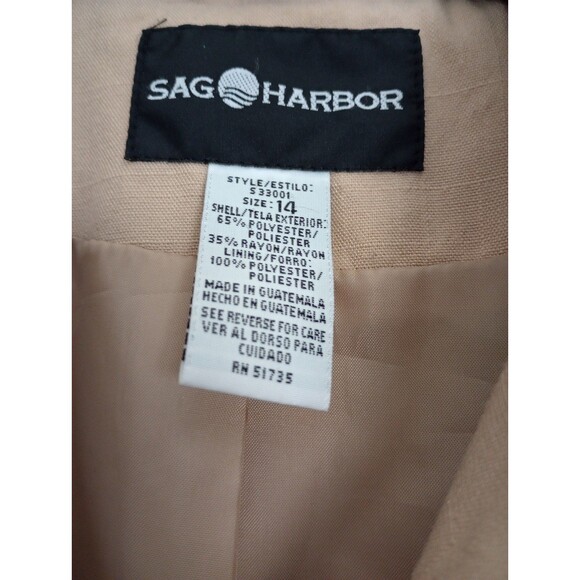 SAG HARBOR
STYLE/ESTILO:
S33001
SIZE: 14
SHELL/TELA EXTERIOR:
65% POLYESTER/
POLIESTER
35% RAYON/RAYON
LINING/FORRO:
100% POLYESTER/
POLIESTER
MADE IN GUATEMALA
HECHO EN GUATEMALA
SEE REVERSE FOR CARE
VER AL DORSO PARA
CUIDADO
RN 51735